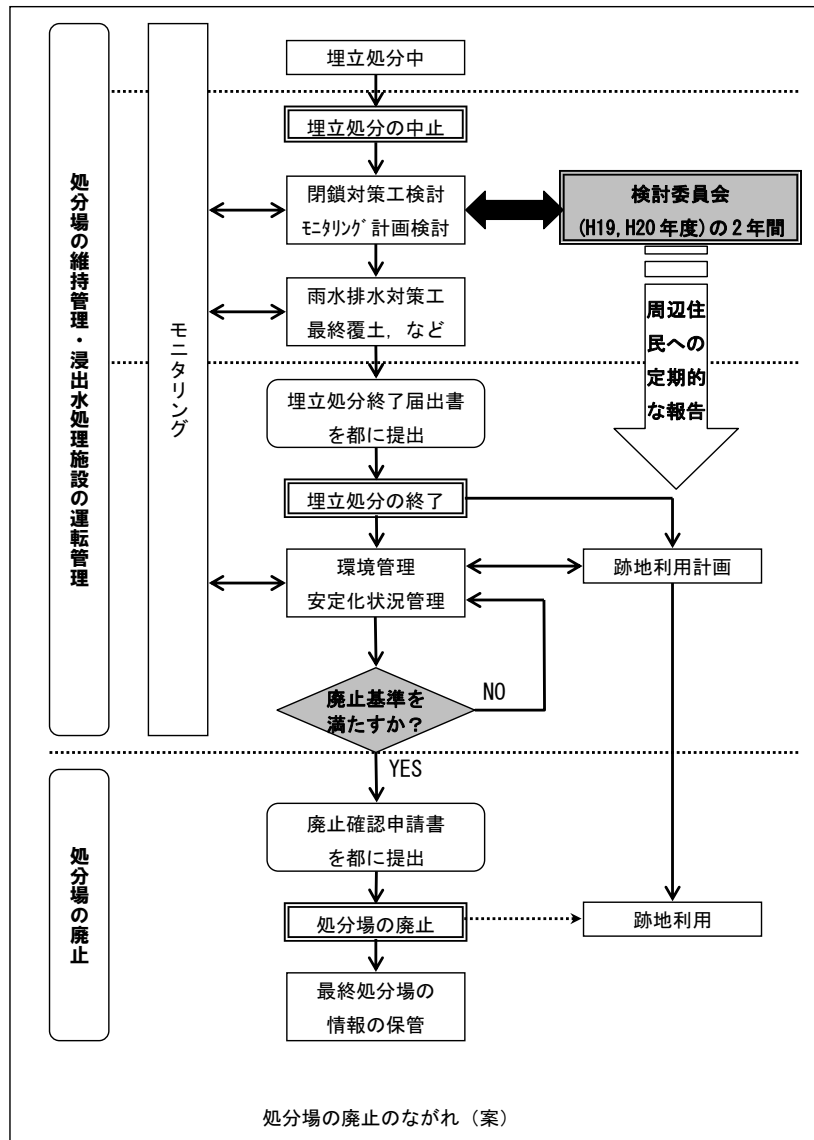 埋立処分中
埋立処分の中止
閉鎖対策工検討
ﾓﾆﾀﾘﾝｸﾞ計画検討
検討委員会
(H19,H20年度)の2年間
雨水排水対策工
最終覆土，など
周辺住
民への
定期的
な報告
処分場の維持管理・浸出水処理施設の運転管理
モニタリング
埋立処分終了届出書
を都に提出
埋立処分の終了
環境管理
安定化状況管理
跡地利用計画
廃止基準を
満たすか？
NO
YES
処分場の廃止
廃止確認申請書
を都に提出
処分場の廃止
跡地利用
最終処分場の
情報の保管
処分場の廃止のながれ（案）